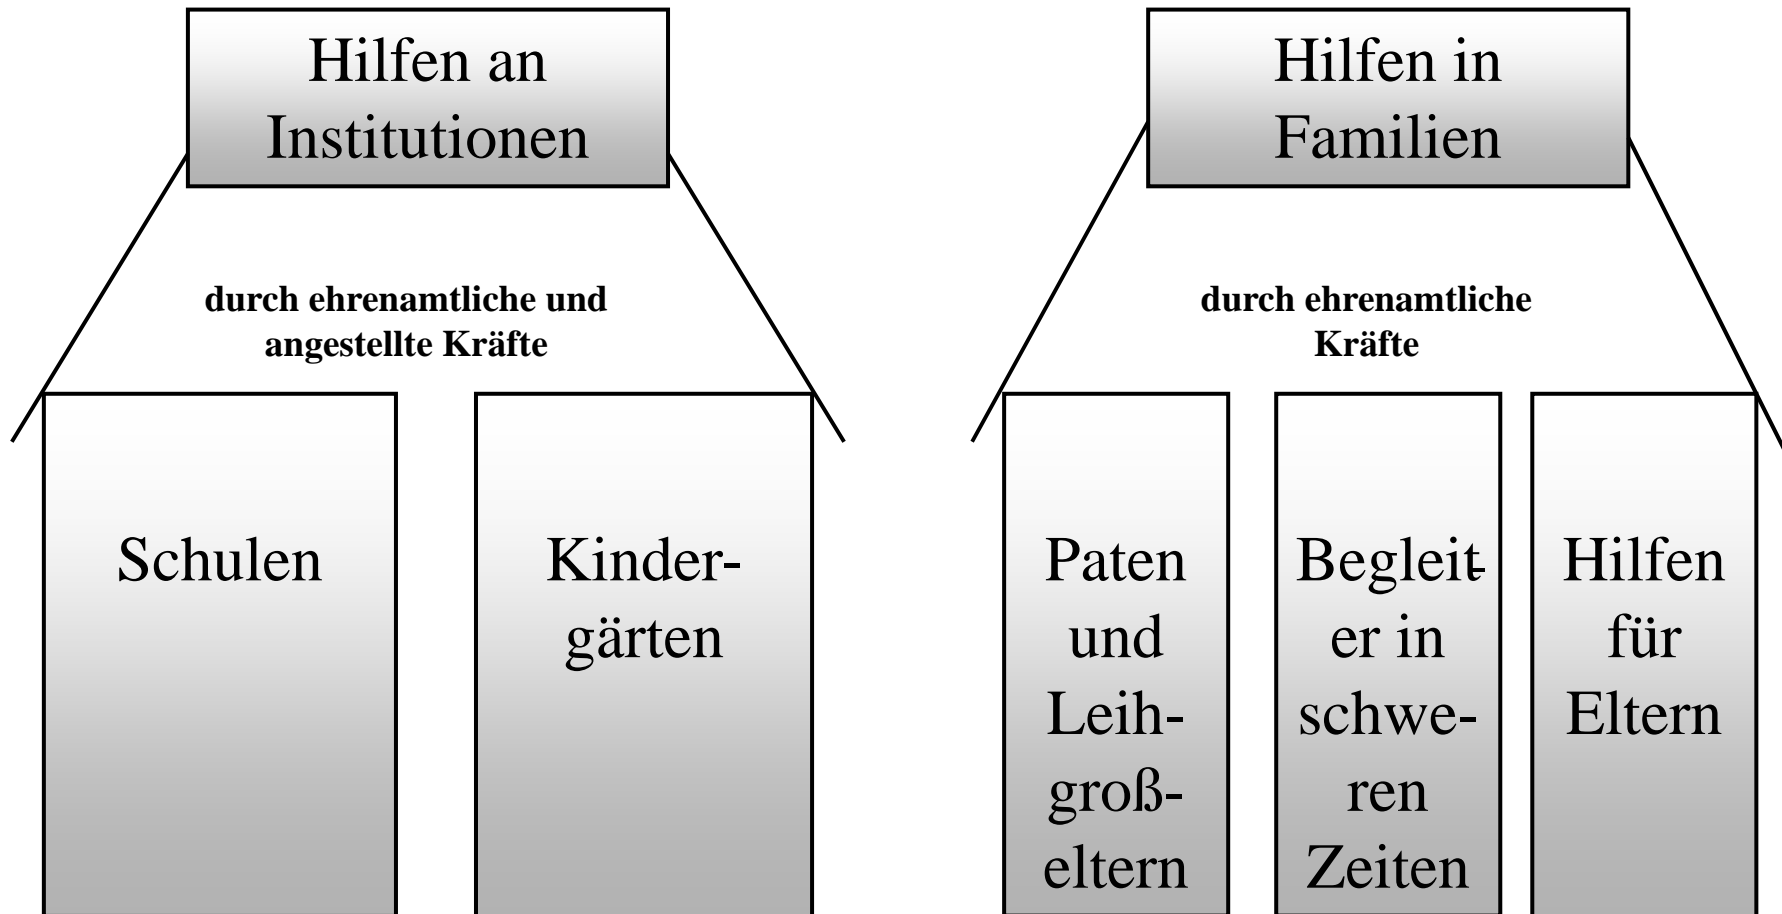 Hilfen an
Institutionen
durch ehrenamtliche und
angestellte Kräfte
Schulen
Kinder-
gärten
Hilfen in
Familien
durch ehrenamtliche
Kräfte
Paten
und
Leih-
groß-
eltern
Begleit-
er in
schwe-
ren
Zeiten
Hilfen
für
Eltern